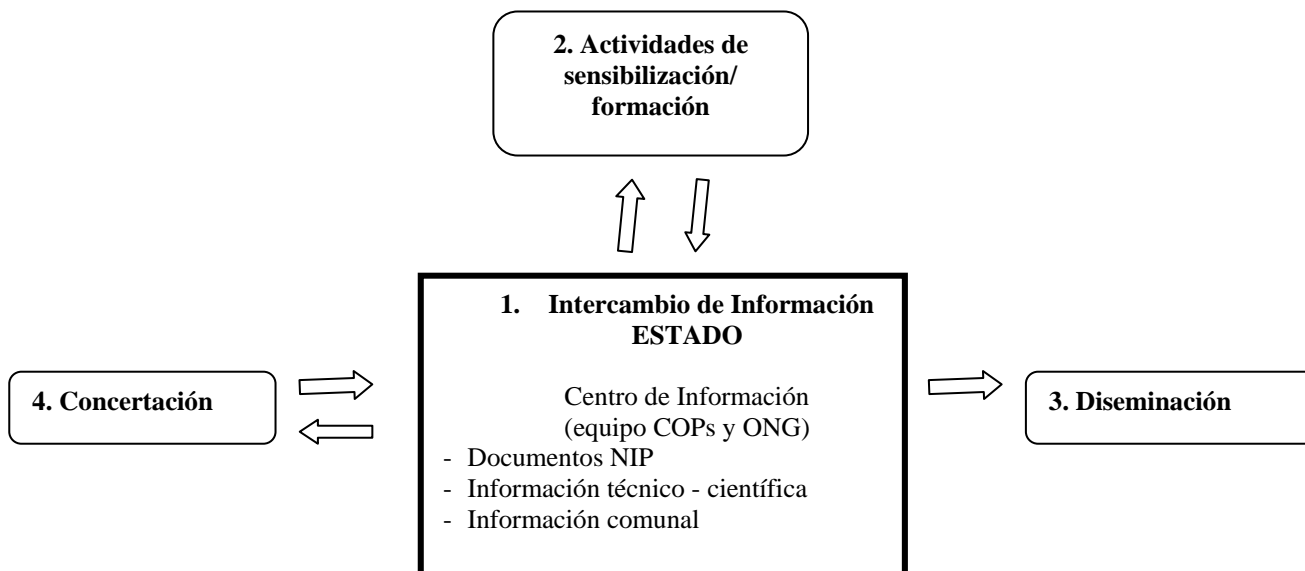 2. Actividades de
sensibilización/
formación
1. Intercambio de Información
ESTADO
Centro de Información
(equipo COPs y ONG)
- Documentos NIP
- Información técnico - científica
- Información comunal
4. Concertación
3. Diseminación